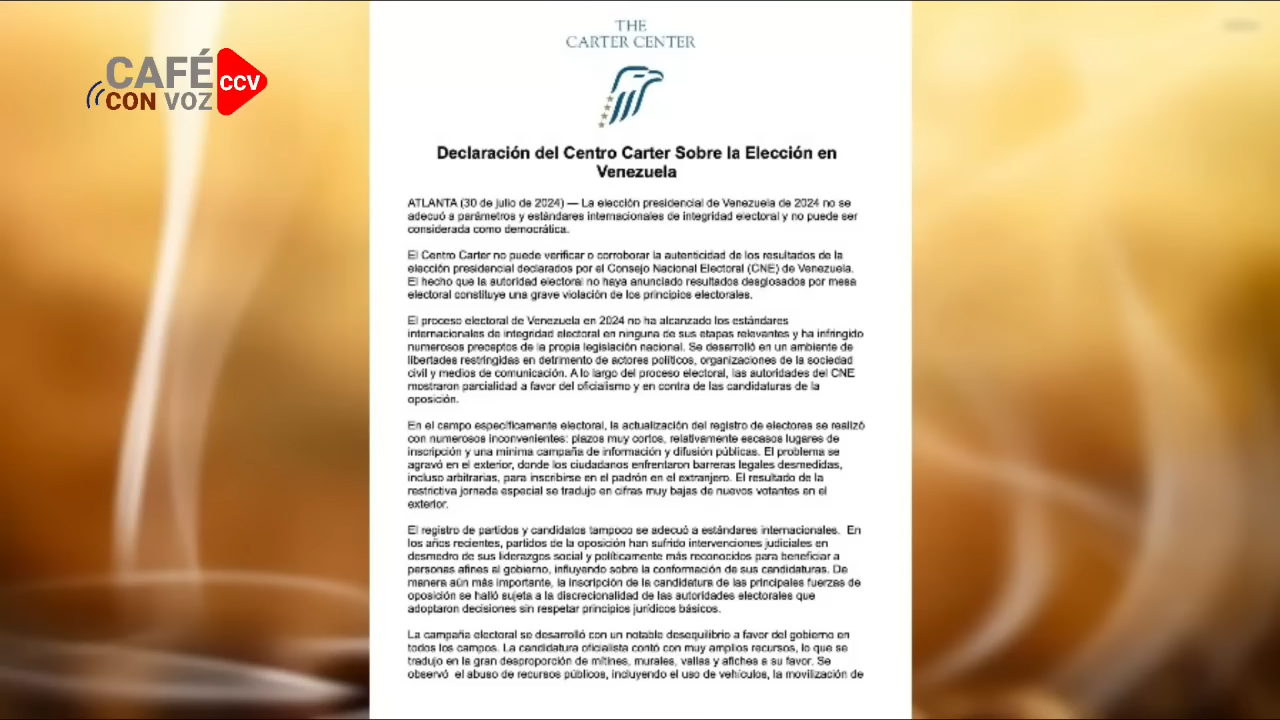 CAFÉ
CON VOZ
CCV
THE
CARTER CENTER
Declaración del Centro Carter Sobre la Elección en
Venezuela
ATLANTA (30 de julio de 2024) — La elección presidencial de Venezuela de 2024 no se
adecuó a parámetros y estándares internacionales de integridad electoral y no puede ser
considerada como democrática.
El Centro Carter no puede verificar o corroborar la autenticidad de los resultados de la
elección presidencial declarados por el Consejo Nacional Electoral (CNE) de Venezuela.
El hecho que la autoridad electoral no haya anunciado resultados desglosados por mesa
electoral constituye una grave violación de los principios electorales.
El proceso electoral de Venezuela en 2024 no ha alcanzado los estándares
internacionales de integridad electoral en ninguna de sus etapas relevantes y ha infringido
numerosos preceptos de la propia legislación nacional. Se desarrolló en un ambiente de
libertades restringidas en detrimento de actores políticos, organizaciones de la sociedad
civil y medios de comunicación. A lo largo del proceso electoral, las autoridades del CNE
mostraron parcialidad a favor del oficialismo y en contra de las candidaturas de la
oposición.
En el campo específicamente electoral, la actualización del registro de electores se realizó
con numerosos inconvenientes: plazos muy cortos, relativamente escasos lugares de
inscripción y una mínima campaña de información y difusión públicas. El problema se
agravó en el exterior, donde los ciudadanos enfrentaron barreras legales desmedidas,
incluso arbitrarias, para inscribirse en el padrón en el extranjero. El resultado de la
restrictiva jornada especial se tradujo en cifras muy bajas de nuevos votantes en el
exterior.
El registro de partidos y candidatos tampoco se adecuó a estándares internacionales. En
los años recientes, partidos de la oposición han sufrido intervenciones judiciales en
desmedro de sus liderazgos social y políticamente más reconocidos para beneficiar a
personas afines al gobierno, influyendo sobre la conformación de sus candidaturas. De
manera aún más importante, la inscripción de la candidatura de las principales fuerzas de
oposición se halló sujeta a la discrecionalidad de las autoridades electorales que
adoptaron decisiones sin respetar principios jurídicos básicos.
La campaña electoral se desarrolló con un notable desequilibrio a favor del gobierno en
todos los campos. La candidatura oficialista contó con muy amplios recursos, lo que se
tradujo en la gran desproporción de mítines, murales, vallas y afiches a su favor. Se
observó el abuso de recursos públicos, incluyendo el uso de vehículos, la movilización de